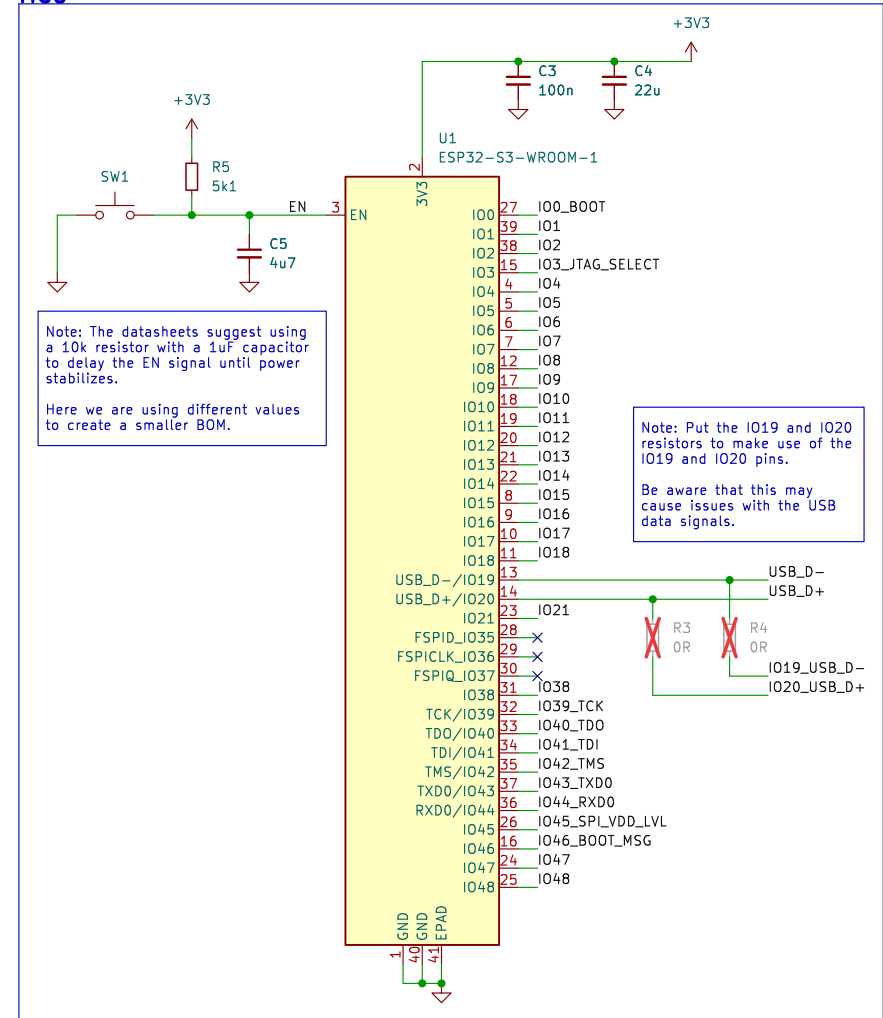 +3V3
C3
100n
C4
22u
+3V3
R5
5k1
SW1
EN
C5
4u7
U1
ESP32-S3-WROOM-1
2
3V3
3 EN
IO0 27 IO0_BOOT
IO1 39 IO1
IO2 38 IO2
IO3 15 IO3_JTAG_SELECT
IO4 4 IO4
IO5 5 IO5
IO6 6 IO6
IO7 7 IO7
IO8 12 IO8
IO9 17 IO9
IO10 18 IO10
IO11 19 IO11
IO12 20 IO12
IO13 21 IO13
IO14 22 IO14
IO15 8 IO15
IO16 9 IO16
IO17 10 IO17
IO18 11 IO18
USB_D-/IO19 13 USB_D-
USB_D+/IO20 14 USB_D+
IO21 23 IO21
FSPID_IO35 28
FSPICLK_IO36 29
FSPIQ_IO37 30
IO38 31 IO38
TCK/IO39 32 IO39_TCK
TDO/IO40 33 IO40_TDO
TDI/IO41 34 IO41_TDI
TMS/IO42 35 IO42_TMS
TXD0/IO43 37 IO43_TXD0
RXD0/IO44 36 IO44_RXD0
IO45 26 IO45_SPI_VDD_LVL
IO46 16 IO46_BOOT_MSG
IO47 24 IO47
IO48 25 IO48
GND
GND
EPAD
1
40
41
Note: The datasheets suggest using
a 10k resistor with a 1uF capacitor
to delay the EN signal until power
stabilizes.
Here we are using different values
to create a smaller BOM.
Note: Put the IO19 and IO20
resistors to make use of the
IO19 and IO20 pins.
Be aware that this may
cause issues with the USB
data signals.
R3
0R
R4
0R
IO19_USB_D-
IO20_USB_D+